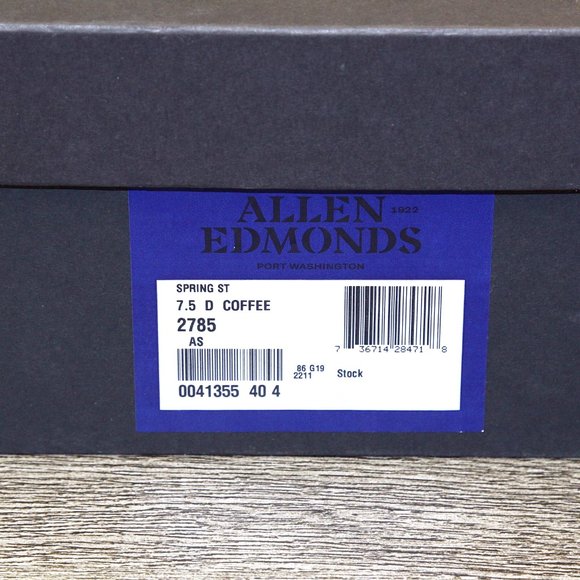 ALLEN 1922
EDMONDS
PORT WASHINGTON
SPRING ST
7.5 D COFFEE
2785
AS
7 36714 28471 8
86 G19
2211 Stock
0041355 40 4